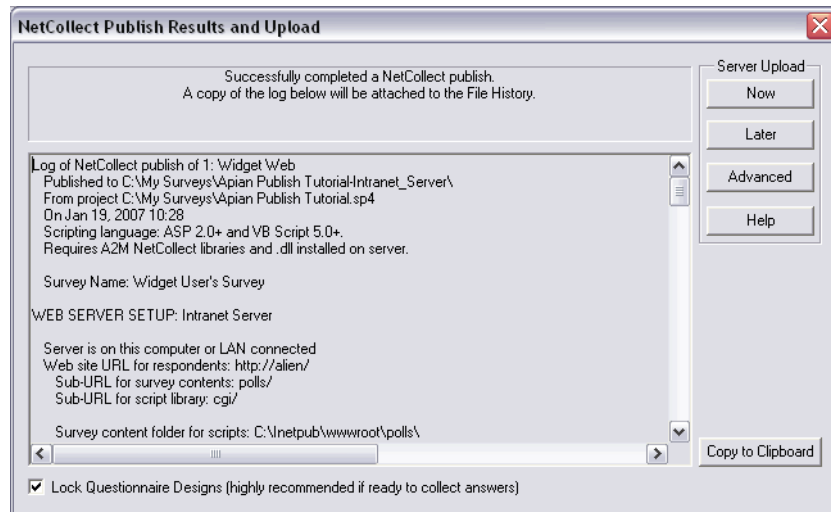 NetCollect Publish Results and Upload
Successfully completed a NetCollect publish.
A copy of the log below will be attached to the File History.
Server Upload
Now
Later
Advanced
Help
Log of NetCollect publish of 1: Widget Web
Published to C:\My Surveys\Apian Publish Tutorial-Intranet_Server\
From project C:\My Surveys\Apian Publish Tutorial.sp4
On Jan 19, 2007 10:28
Scripting language: ASP 2.0+ and VB Script 5.0+.
Requires A2M NetCollect libraries and .dll installed on server.
Survey Name: Widget User's Survey
WEB SERVER SETUP: Intranet Server
Server is on this computer or LAN connected
Web site URL for respondents: http://alien/
Sub-URL for survey contents: polls/
Sub-URL for script library: cgi/
Survey content folder for scripts: C:\Inetpub\wwwroot\polls\
Copy to Clipboard
Lock Questionnaire Designs (highly recommended if ready to collect answers)